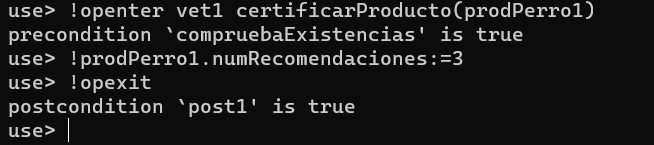 use> !openter vet1 certificarProducto(prodPerro1)
precondition `compruebaExistencias' is true
use> !prodPerro1.numRecomendaciones:=3
use> !opexit
postcondition `post1' is true
use>